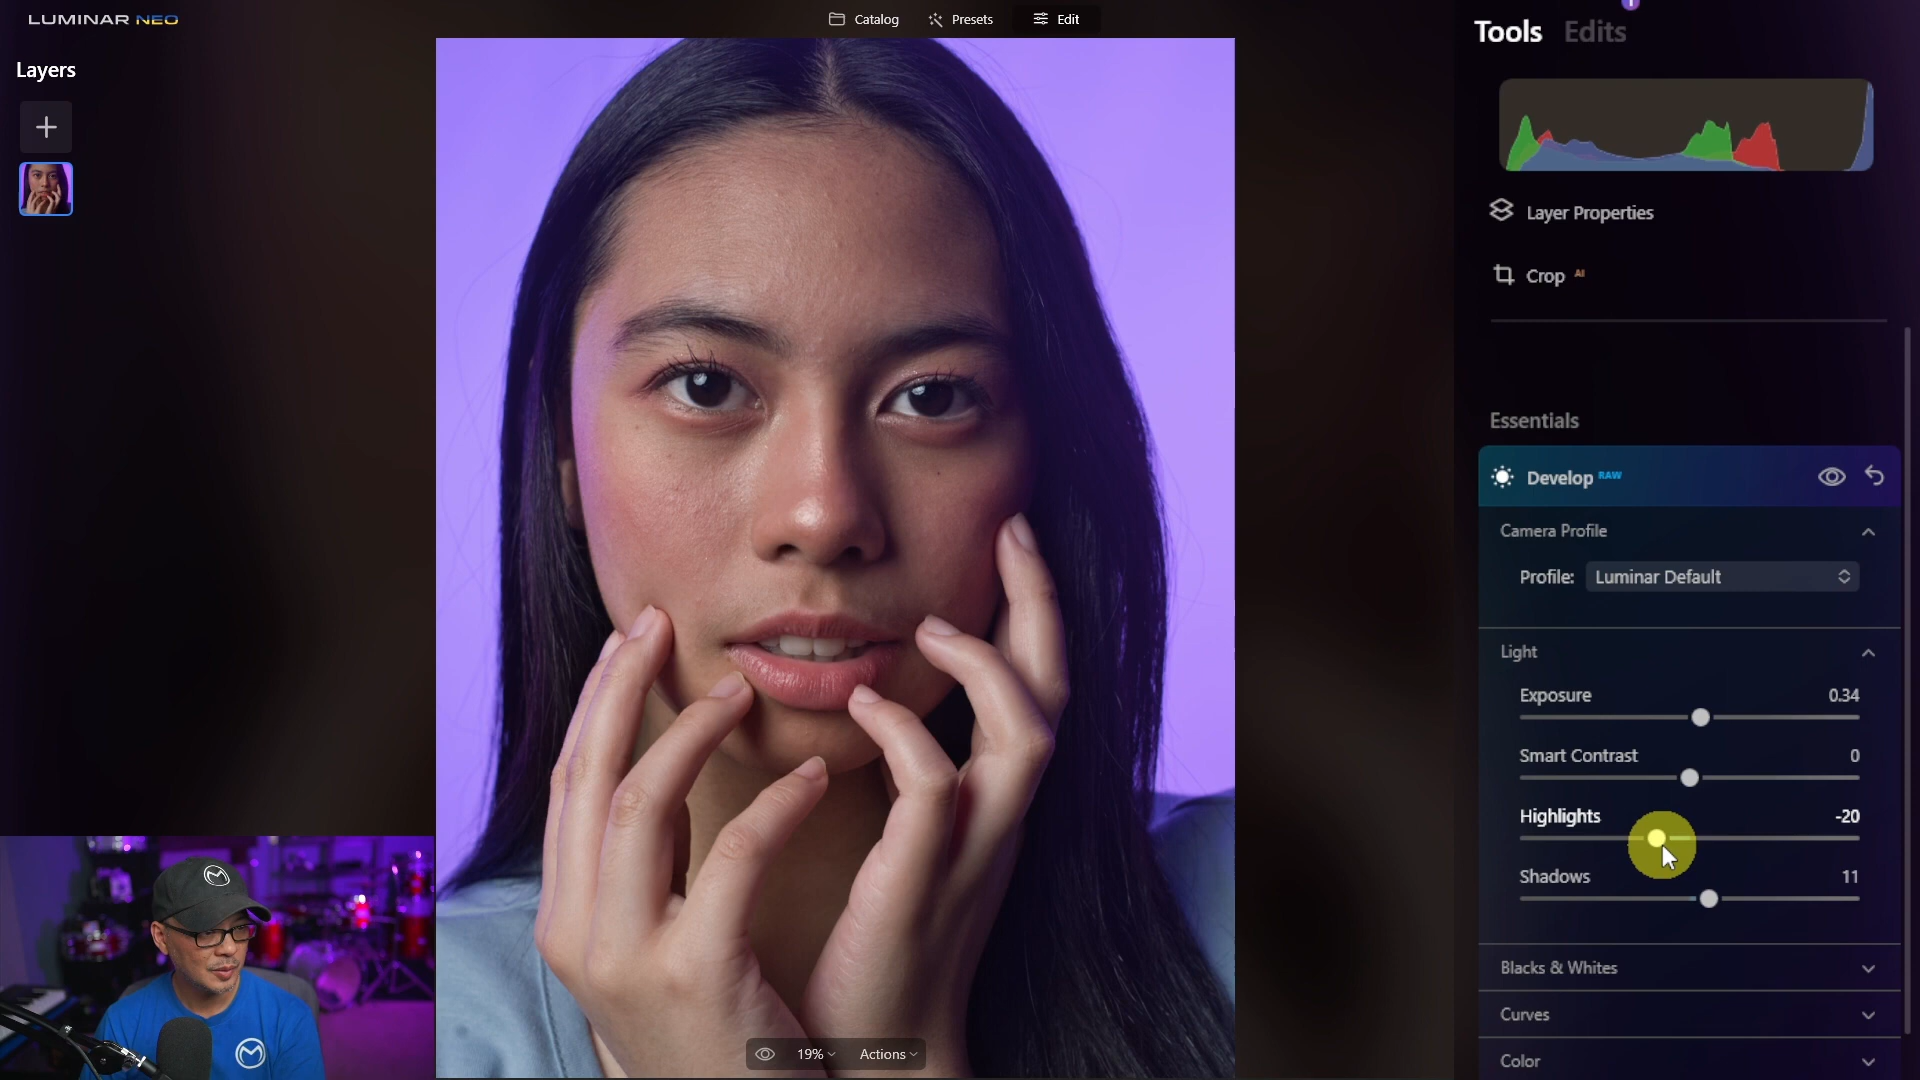 LUMINAR NEO
Catalog
Presets
Edit
Tools
Edits
Layers
Layer Properties
Crop AI
Essentials
Develop RAW
Camera Profile
Profile: Luminar Default
Light
Exposure 0.34
Smart Contrast 0
Highlights -20
Shadows 11
Blacks & Whites
Curves
Color
19%
Actions